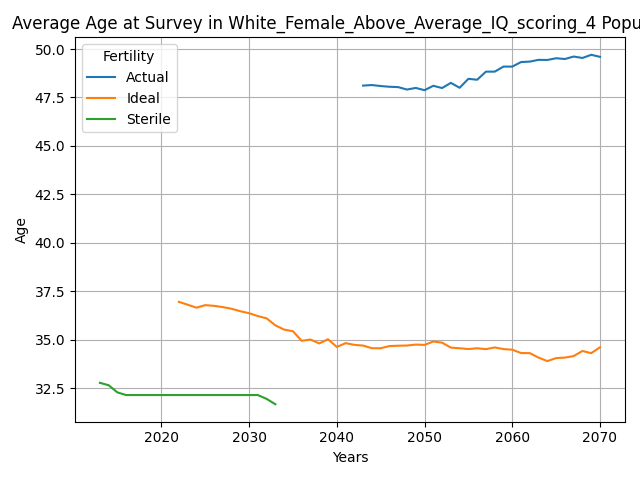 Average Age at Survey in White_Female_Above_Average_IQ_scoring_4 Popu
Fertility
Actual
Ideal
Sterile
50.0
47.5
45.0
42.5
40.0
37.5
35.0
32.5
Age
2020 2030 2040 2050 2060 2070
Years